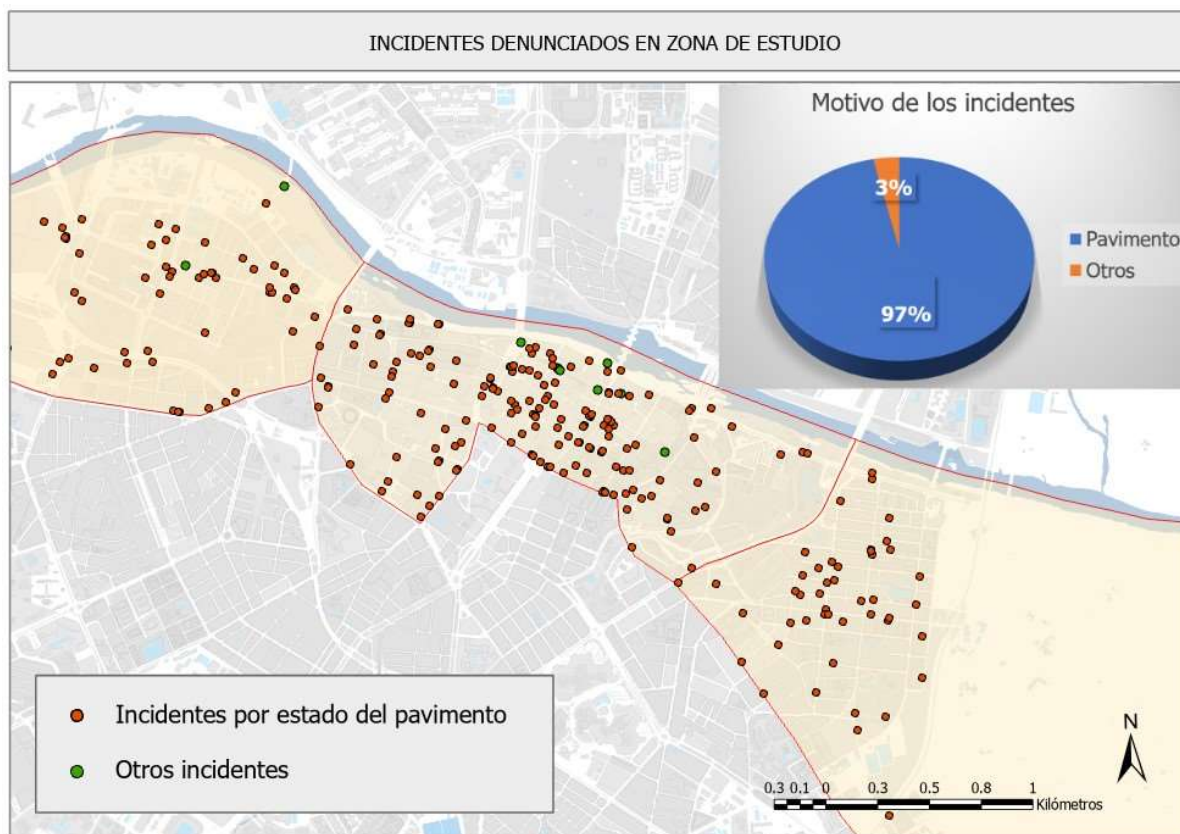 INCIDENTES DENUNCIADOS EN ZONA DE ESTUDIO
Motivo de los incidentes
3%
97%
Pavimento
Otros
Incidentes por estado del pavimento
Otros incidentes
N
0.3 0.1 0 0.3 0.5 0.8 1
Kilómetros